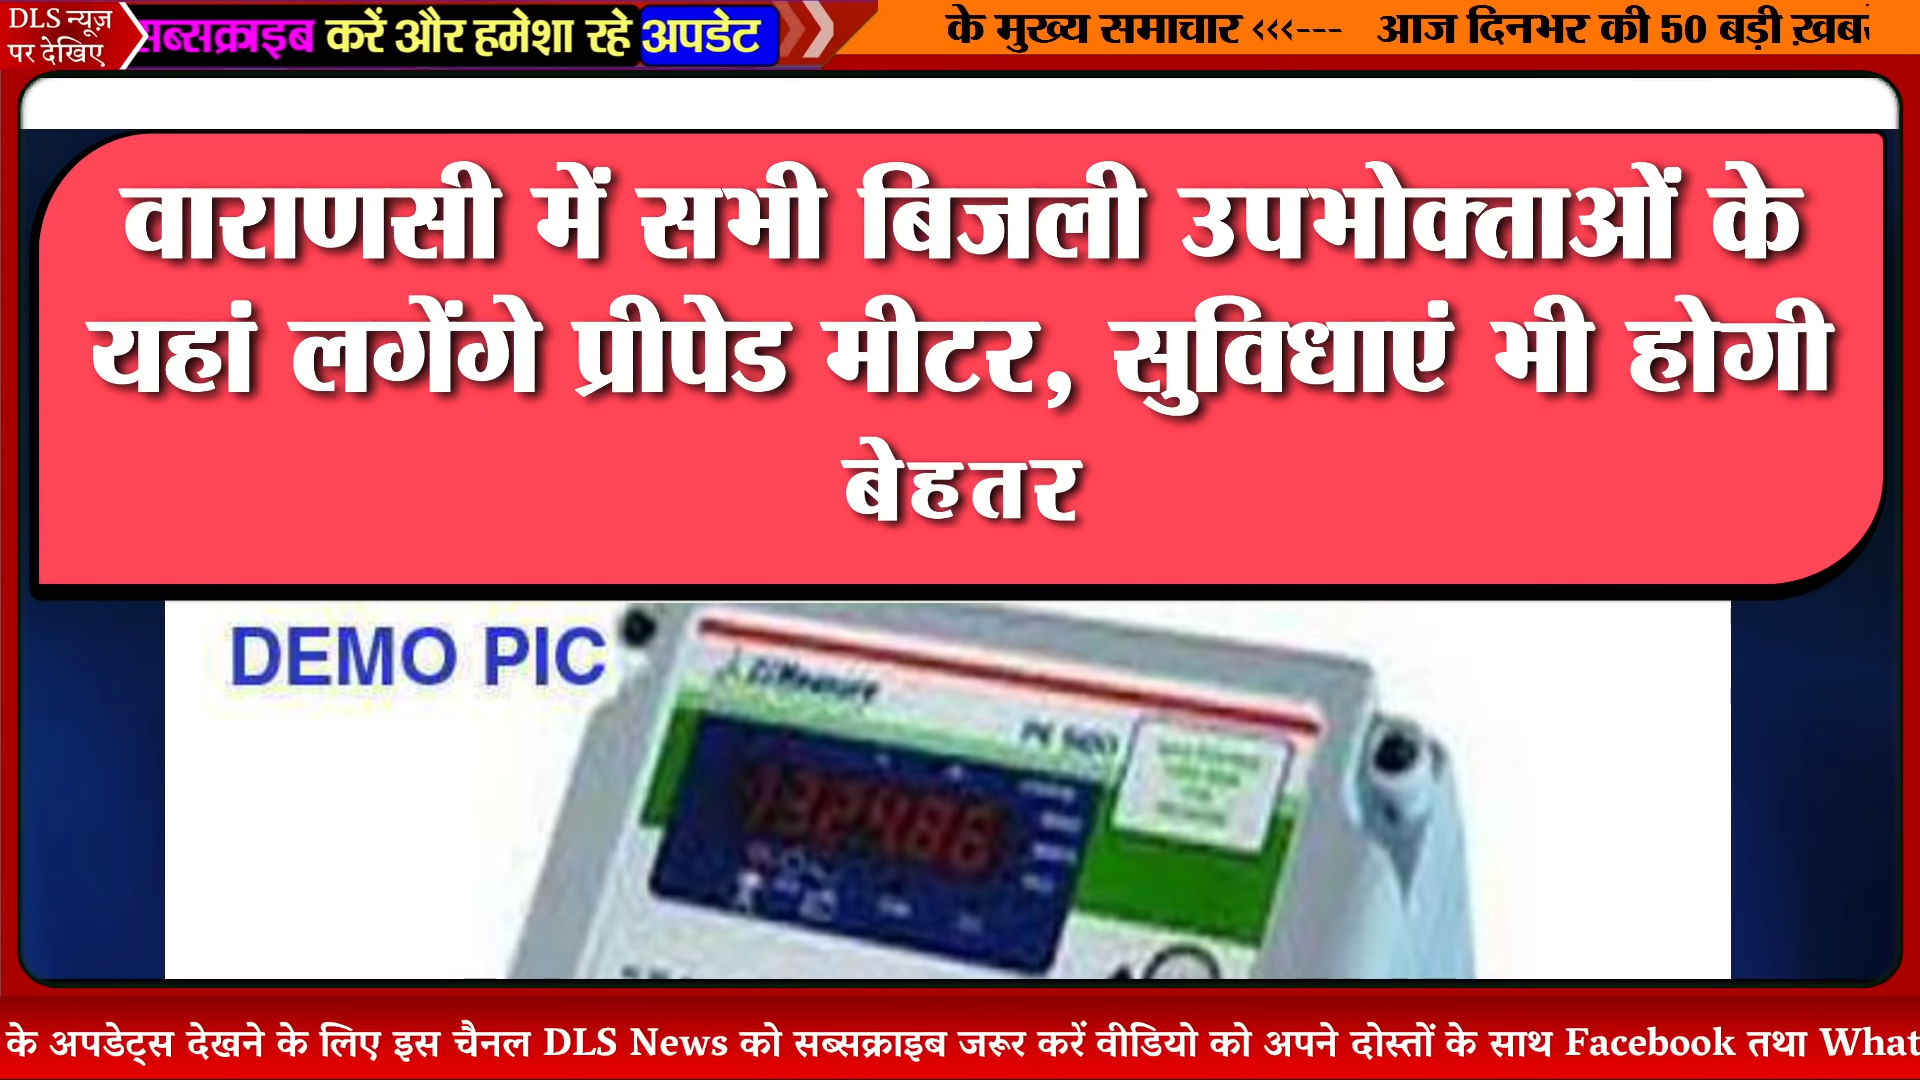 DLS न्यूज़
पर देखिए
सब्सक्राइब करें और हमेशा रहे अपडेट
के मुख्य समाचार <<<--- आज दिनभर की 50 बड़ी
वाराणसी में सभी बिजली उपभोक्ताओं के
यहां लगेंगे प्रीपेड मीटर, सुविधाएं भी होगी
बेहतर
DEMO PIC
के अपडेट्स देखने के लिए इस चैनल DLS News को सब्सक्राइब जरूर करें वीडियो को अपने दोस्तों के साथ Facebook तथा What